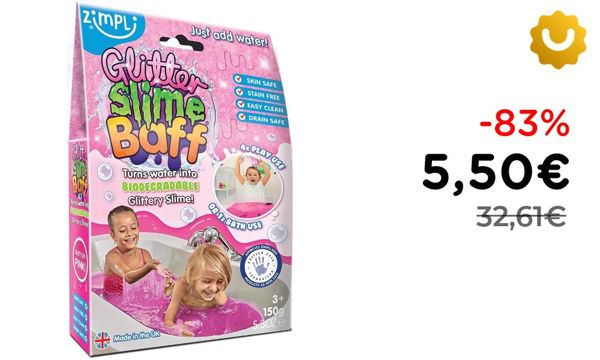 ZiMPLi
Just add water!
Glitter
Slime
Baff
SKIN SAFE
STAIN FREE
EASY CLEAN
DRAIN SAFE
Turns water into
BIODEGRADABLE
Glittery Slime!
4x PLAY USE
OR 1x BATH USE
3+
150g
5.3OZ e
Made in the UK
-83%
5,50€
32,61€